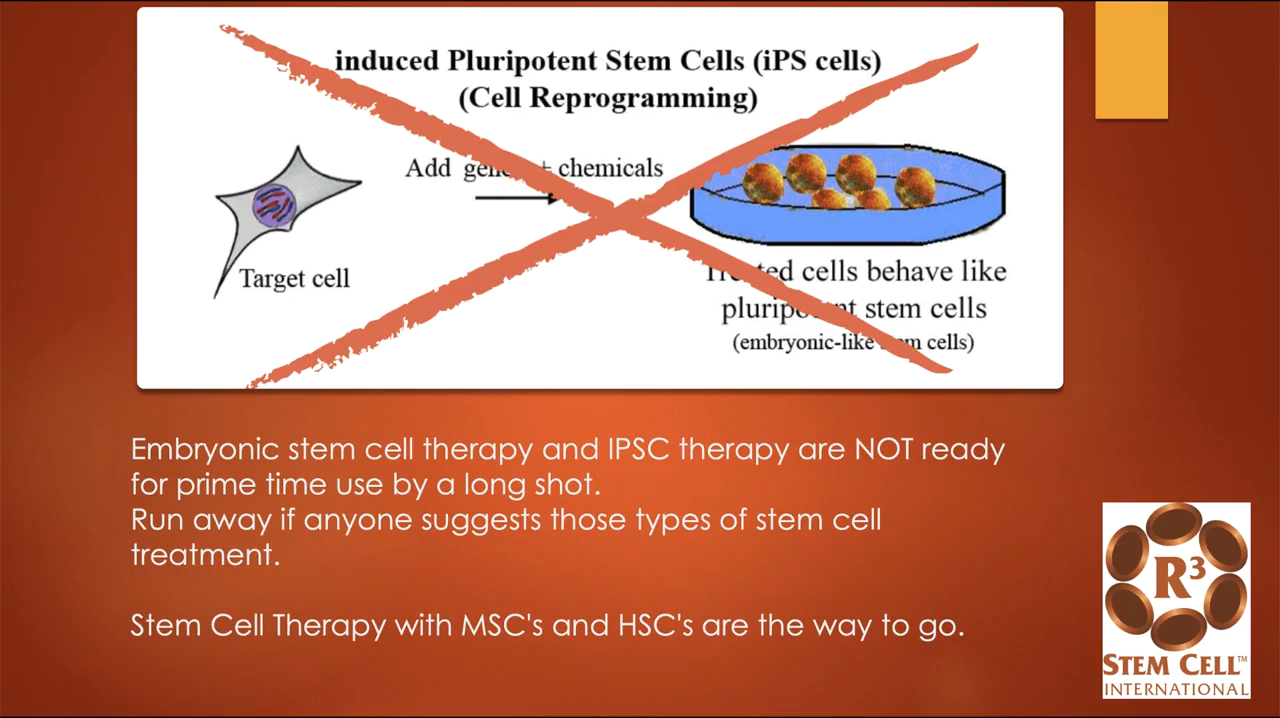 induced Pluripotent Stem Cells (iPS cells)
(Cell Reprogramming)
Add + chemicals
Target cell
cells behave like
stem cells
(embryonic-like cells)
Embryonic stem cell therapy and IPSC therapy are NOT ready
for prime time use by a long shot.
Run away if anyone suggests those types of stem cell
treatment.
Stem Cell Therapy with MSC's and HSC's are the way to go.
R³
STEM CELL™
INTERNATIONAL